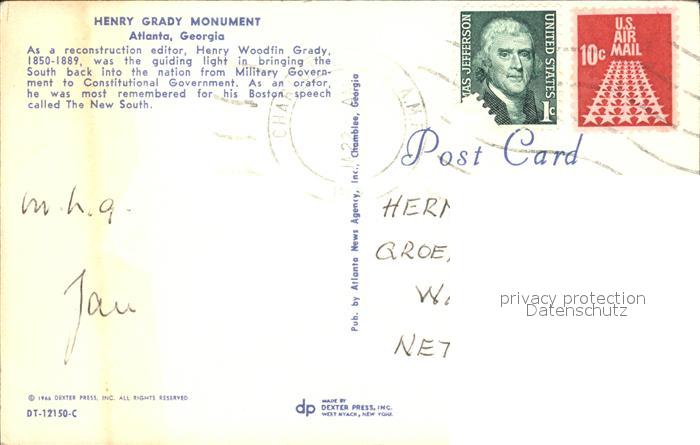 HENRY GRADY MONUMENT
Atlanta, Georgia
As a reconstruction editor, Henry Woodfin Grady,
1850-1889, was the guiding light in bringing the
South back into the nation from Military Govern-
ment to Constitutional Government. As an orator,
he was most remembered for his Boston speech
called The New South.
MAS JEFFERSON
UNITED STATES
1c
U.S.
AIR
MAIL
10c
Post Card
m.h.g.
Jan
HERM
GROE
WA
NET
Pub. by Atlanta News Agency, Inc., Chamblee, Georgia
privacy protection
Datenschutz
© 1966 DEXTER PRESS, INC. ALL RIGHTS RESERVED
DT-12150-C
dp
MADE BY
DEXTER PRESS, INC.
WEST NYACK, NEW YORK